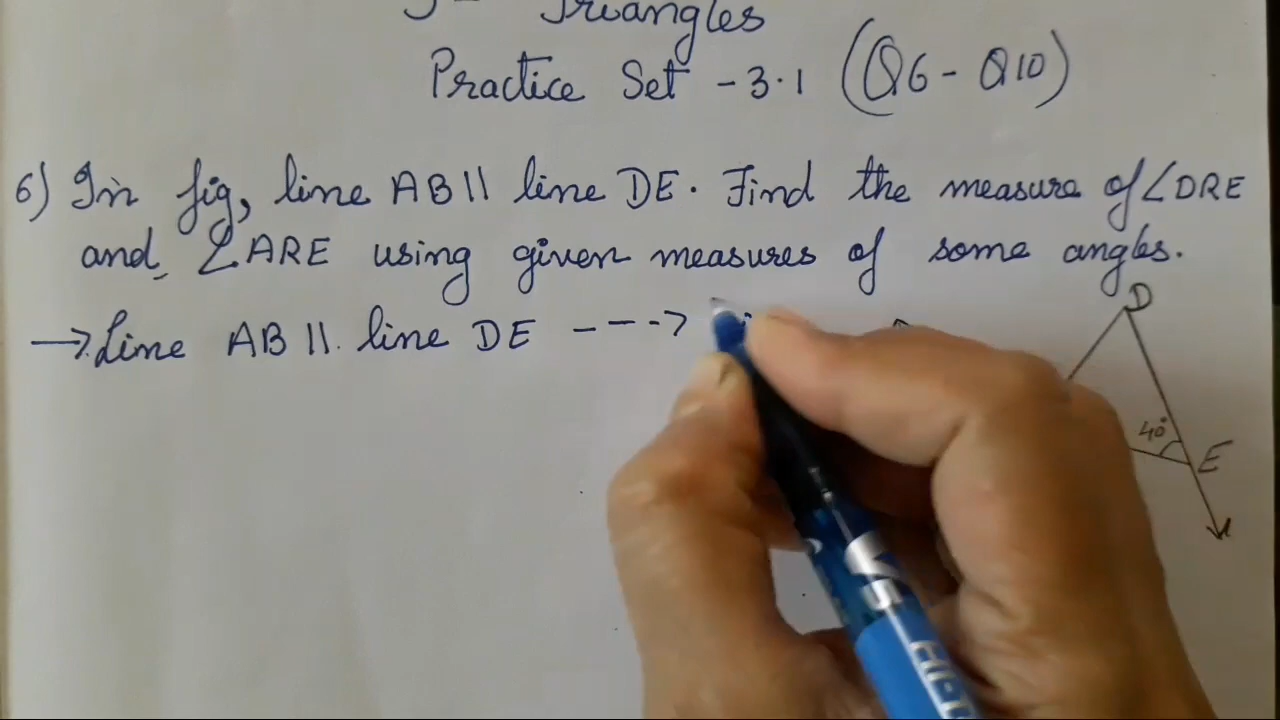 Triangles
Practice Set - 3.1 (Q6 - Q10)
6) In fig, line AB || line DE. Find the measure of ∠DRE
and, ∠ARE using given measures of some angles.
→ Line AB ||. line DE - - - ->
D
40°
E